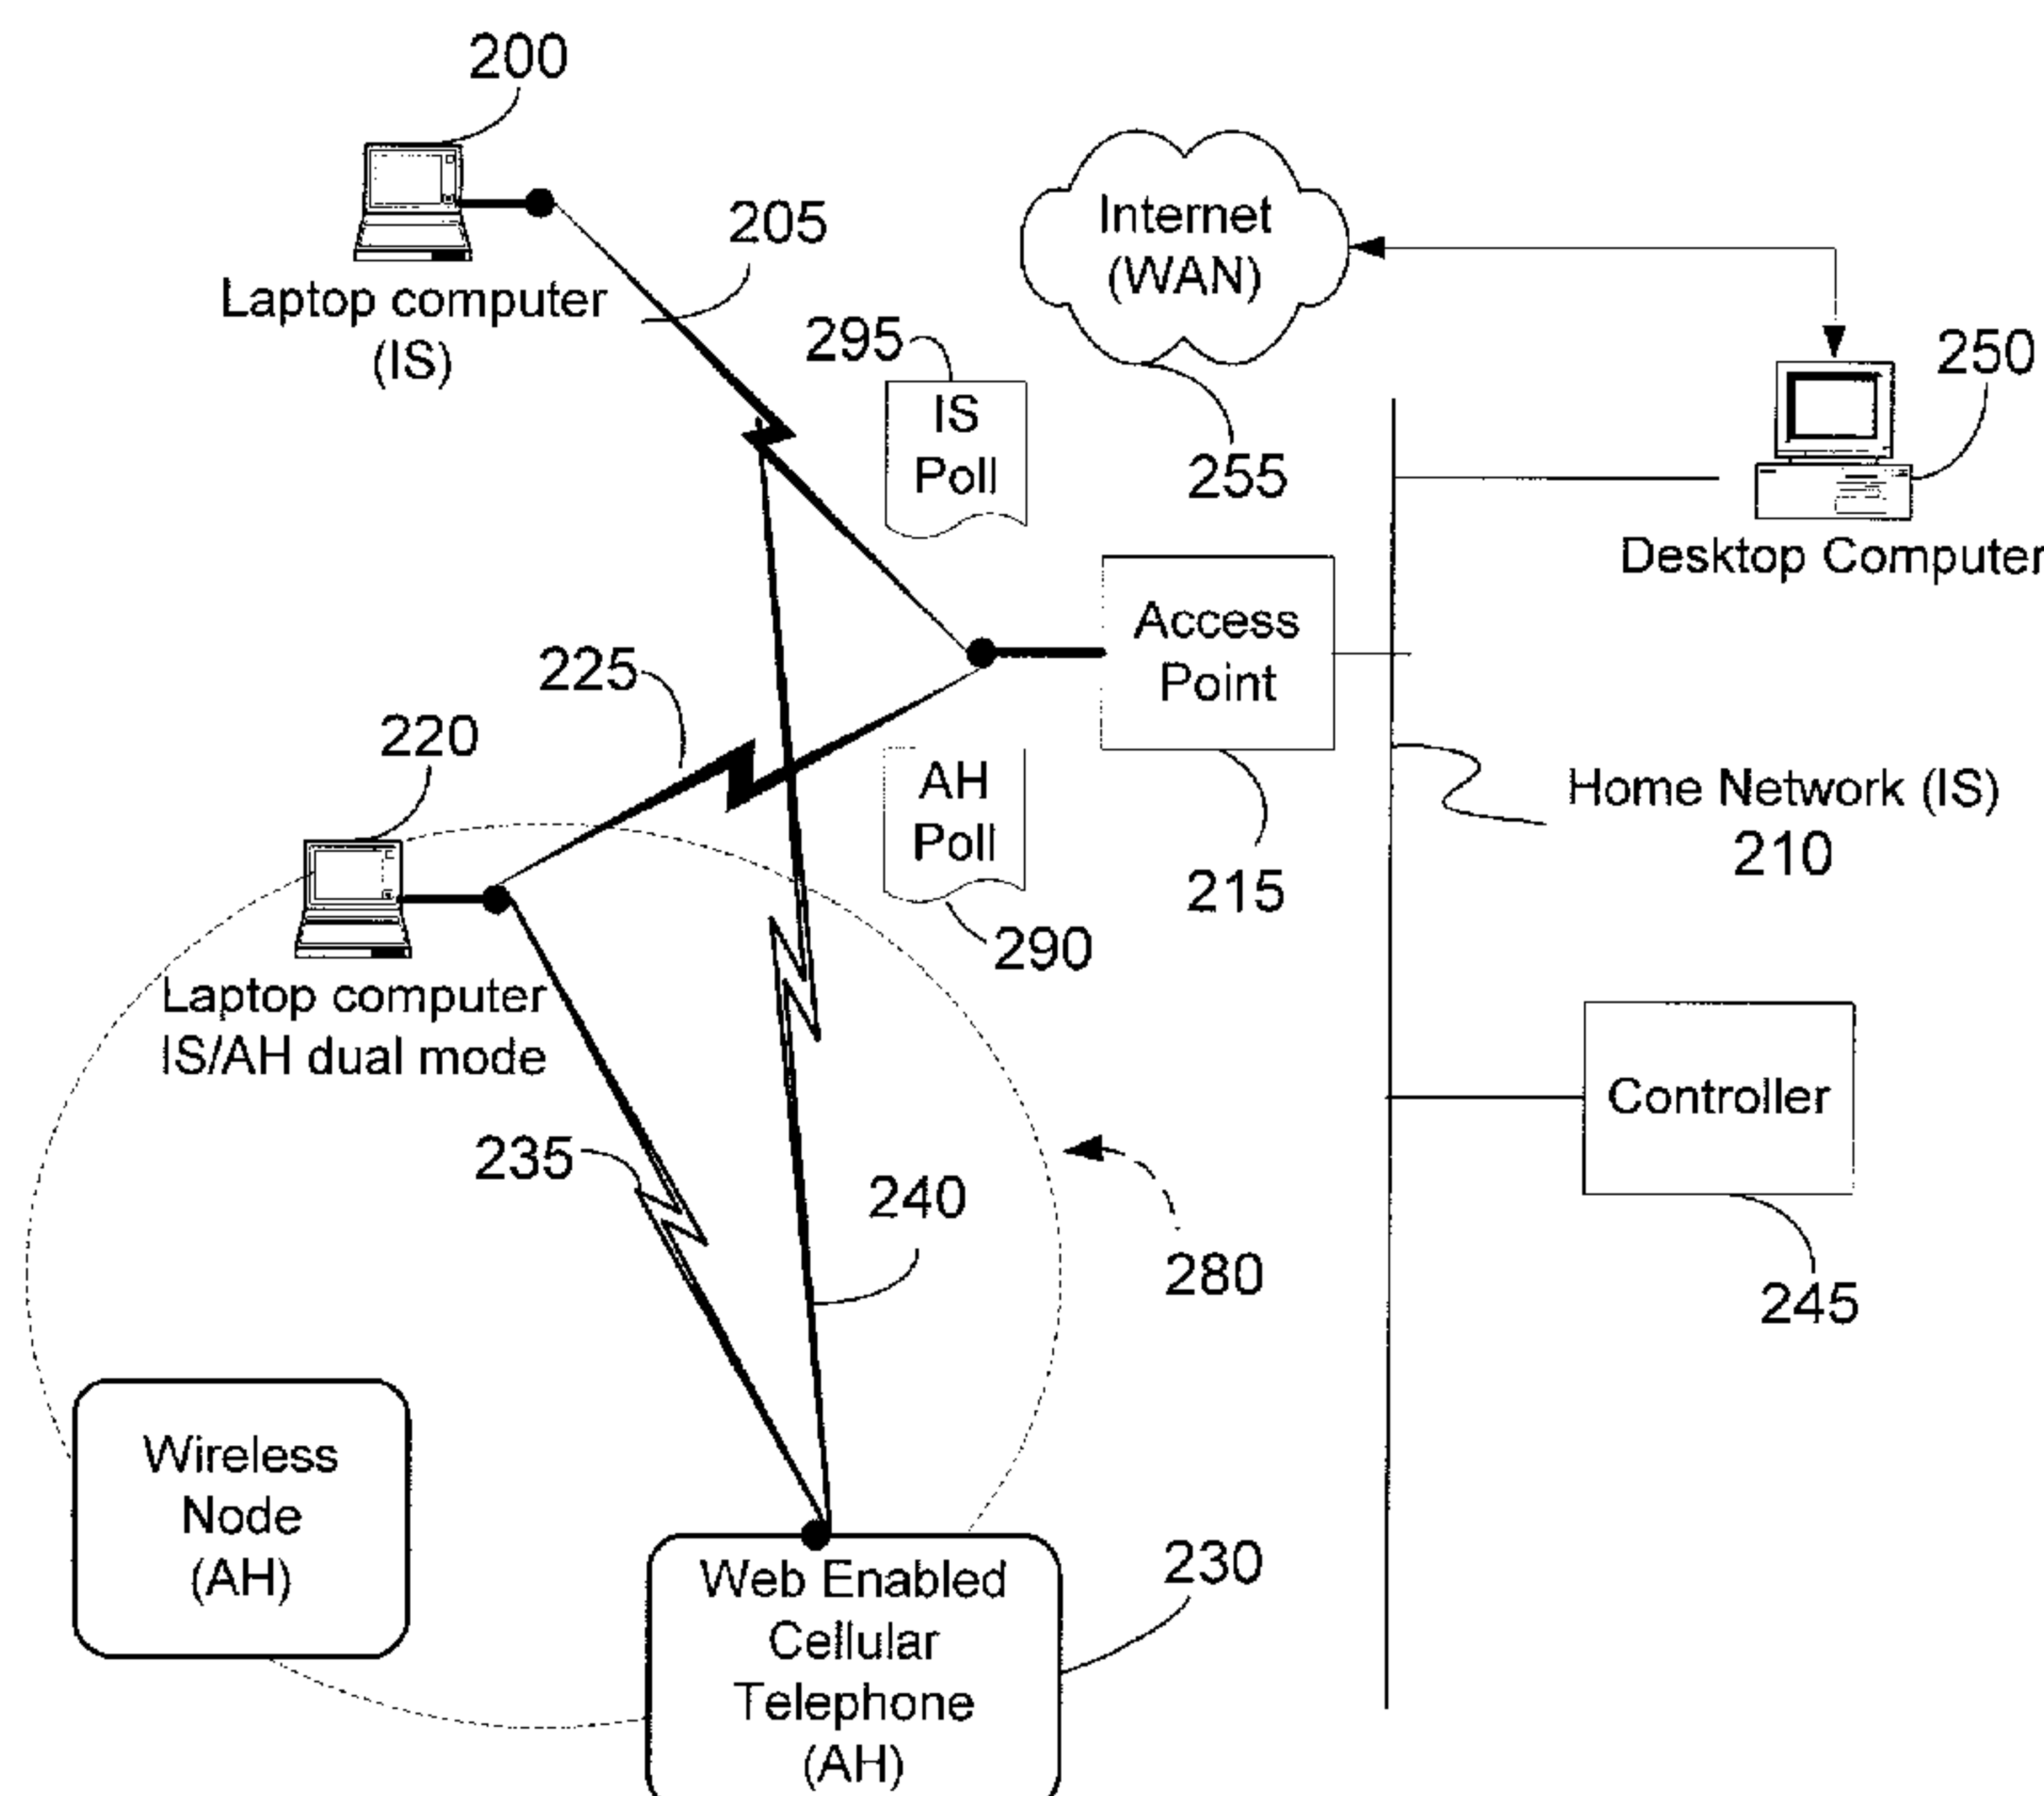 200
Laptop computer
(IS)
205
Internet
(WAN)
255
295
IS
Poll
250
Desktop Computer
Access
Point
215
225
220
Laptop computer
IS/AH dual mode
AH
Poll
290
Home Network (IS)
210
235
240
280
Controller
245
Wireless
Node
(AH)
Web Enabled
Cellular
Telephone
(AH)
230